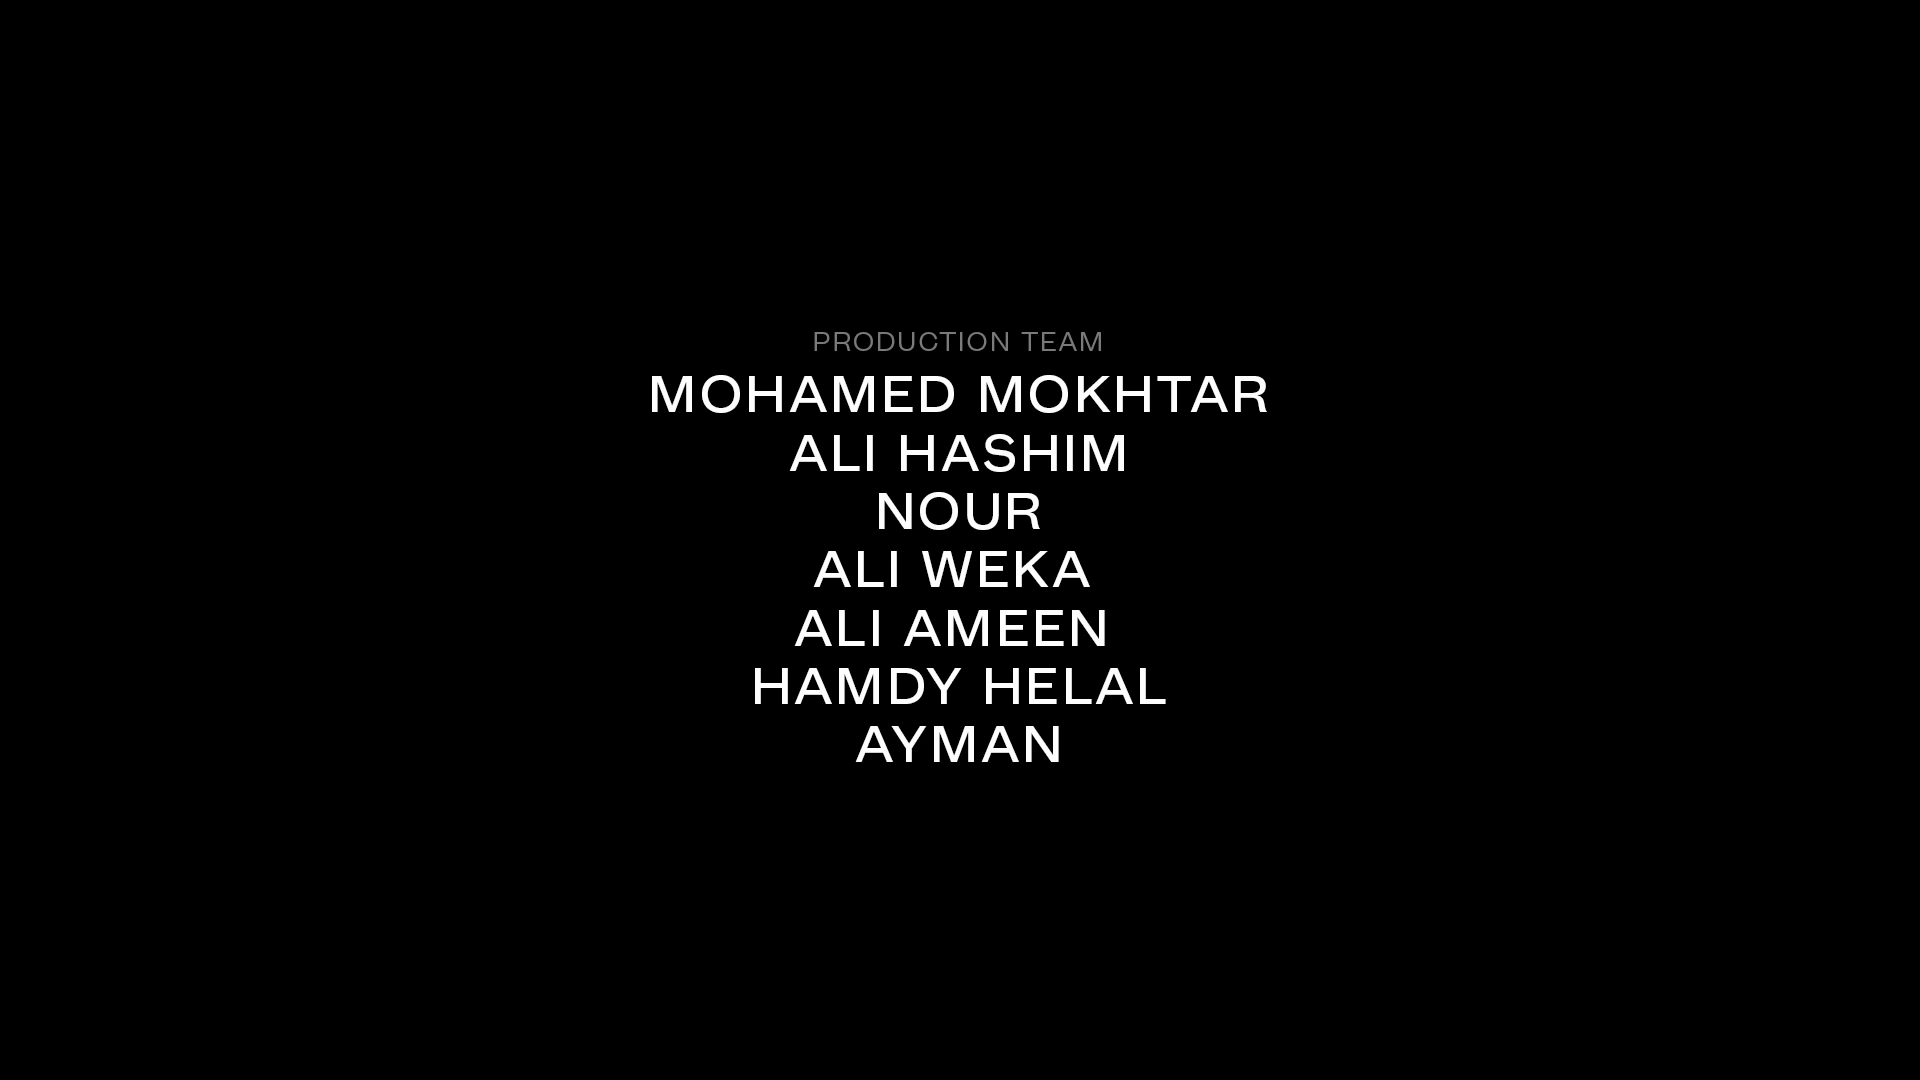 PRODUCTION TEAM
MOHAMED MOKHTAR
ALI HASHIM
NOUR
ALI WEKA
ALI AMEEN
HAMDY HELAL
AYMAN